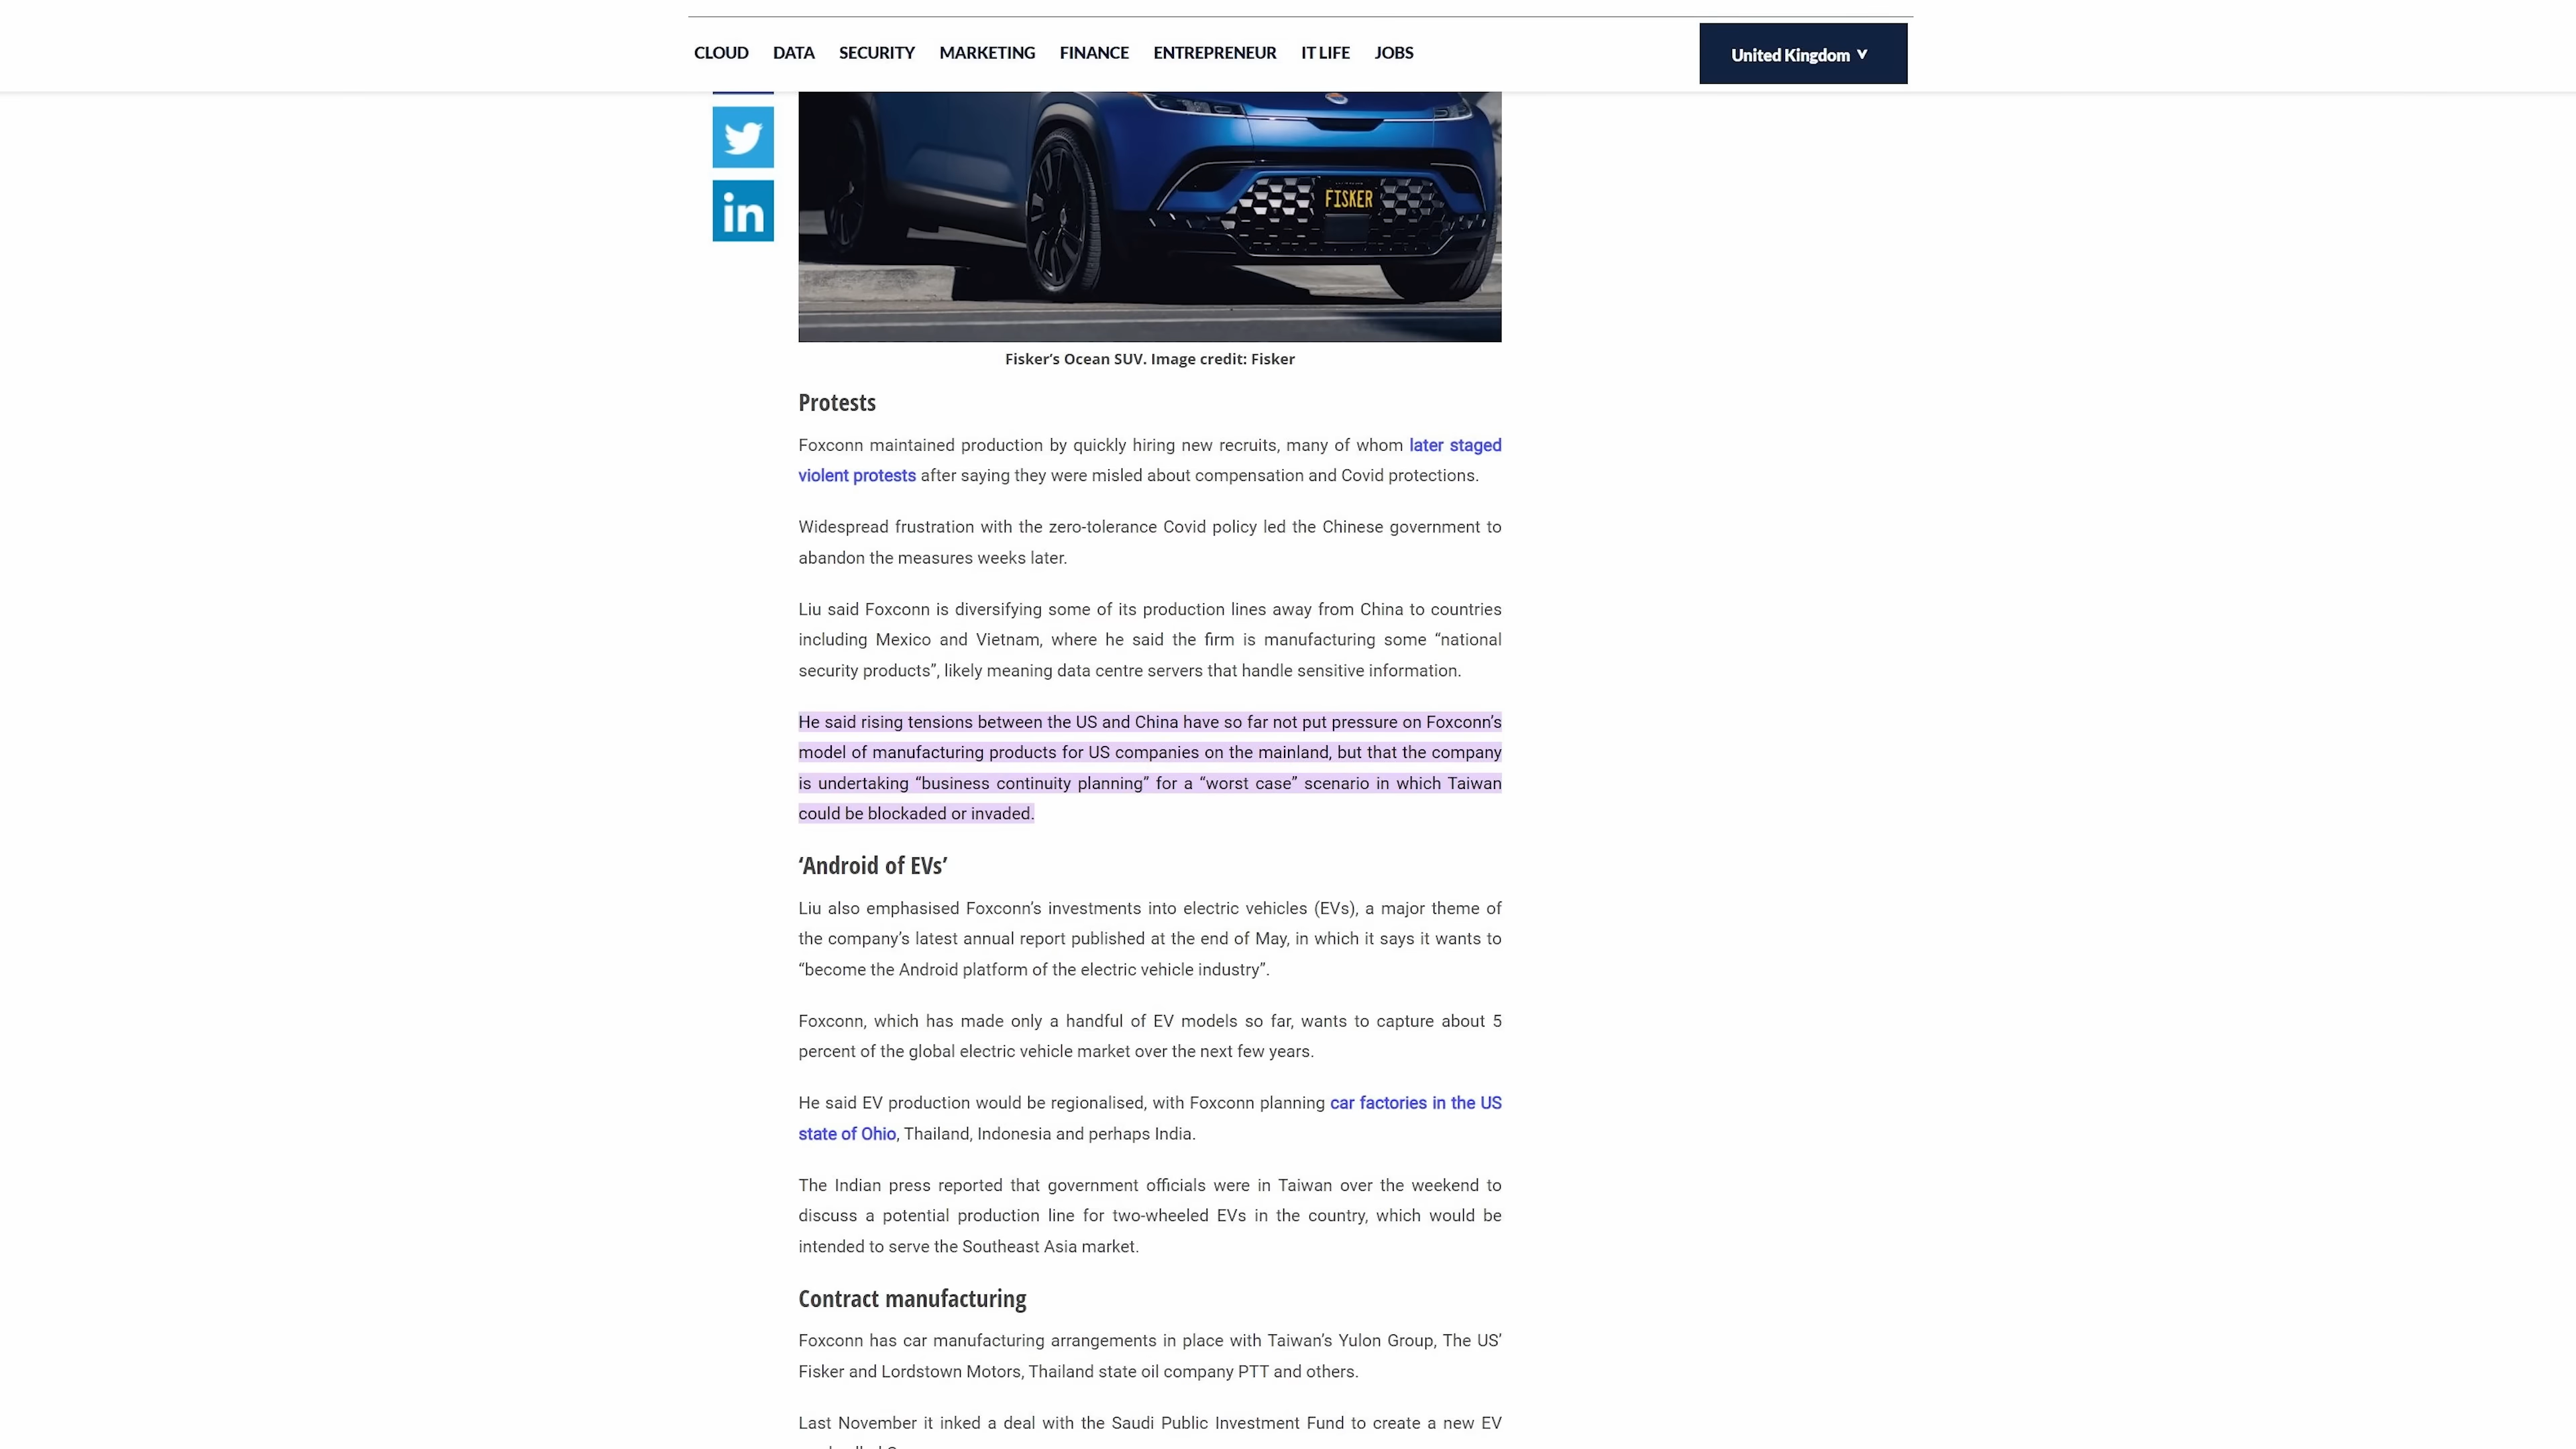 CLOUD DATA SECURITY MARKETING FINANCE ENTREPRENEUR IT LIFE JOBS
United Kingdom
in
FISKER
Fisker’s Ocean SUV. Image credit: Fisker
Protests
Foxconn maintained production by quickly hiring new recruits, many of whom later staged
violent protests after saying they were misled about compensation and Covid protections.
Widespread frustration with the zero-tolerance Covid policy led the Chinese government to
abandon the measures weeks later.
Liu said Foxconn is diversifying some of its production lines away from China to countries
including Mexico and Vietnam, where he said the firm is manufacturing some “national
security products”, likely meaning data centre servers that handle sensitive information.
He said rising tensions between the US and China have so far not put pressure on Foxconn’s
model of manufacturing products for US companies on the mainland, but that the company
is undertaking “business continuity planning” for a “worst case” scenario in which Taiwan
could be blockaded or invaded.
‘Android of EVs’
Liu also emphasised Foxconn’s investments into electric vehicles (EVs), a major theme of
the company’s latest annual report published at the end of May, in which it says it wants to
“become the Android platform of the electric vehicle industry”.
Foxconn, which has made only a handful of EV models so far, wants to capture about 5
percent of the global electric vehicle market over the next few years.
He said EV production would be regionalised, with Foxconn planning car factories in the US
state of Ohio, Thailand, Indonesia and perhaps India.
The Indian press reported that government officials were in Taiwan over the weekend to
discuss a potential production line for two-wheeled EVs in the country, which would be
intended to serve the Southeast Asia market.
Contract manufacturing
Foxconn has car manufacturing arrangements in place with Taiwan’s Yulon Group, The US’
Fisker and Lordstown Motors, Thailand state oil company PTT and others.
Last November it inked a deal with the Saudi Public Investment Fund to create a new EV